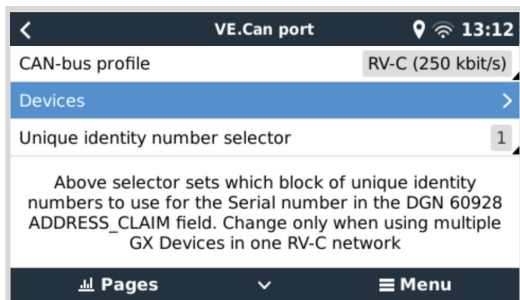 VE.Can port 13:12
CAN-bus profile RV-C (250 kbit/s)
Devices
Unique identity number selector 1
Above selector sets which block of unique identity
numbers to use for the Serial number in the DGN 60928
ADDRESS_CLAIM field. Change only when using multiple
GX Devices in one RV-C network
Pages Menu